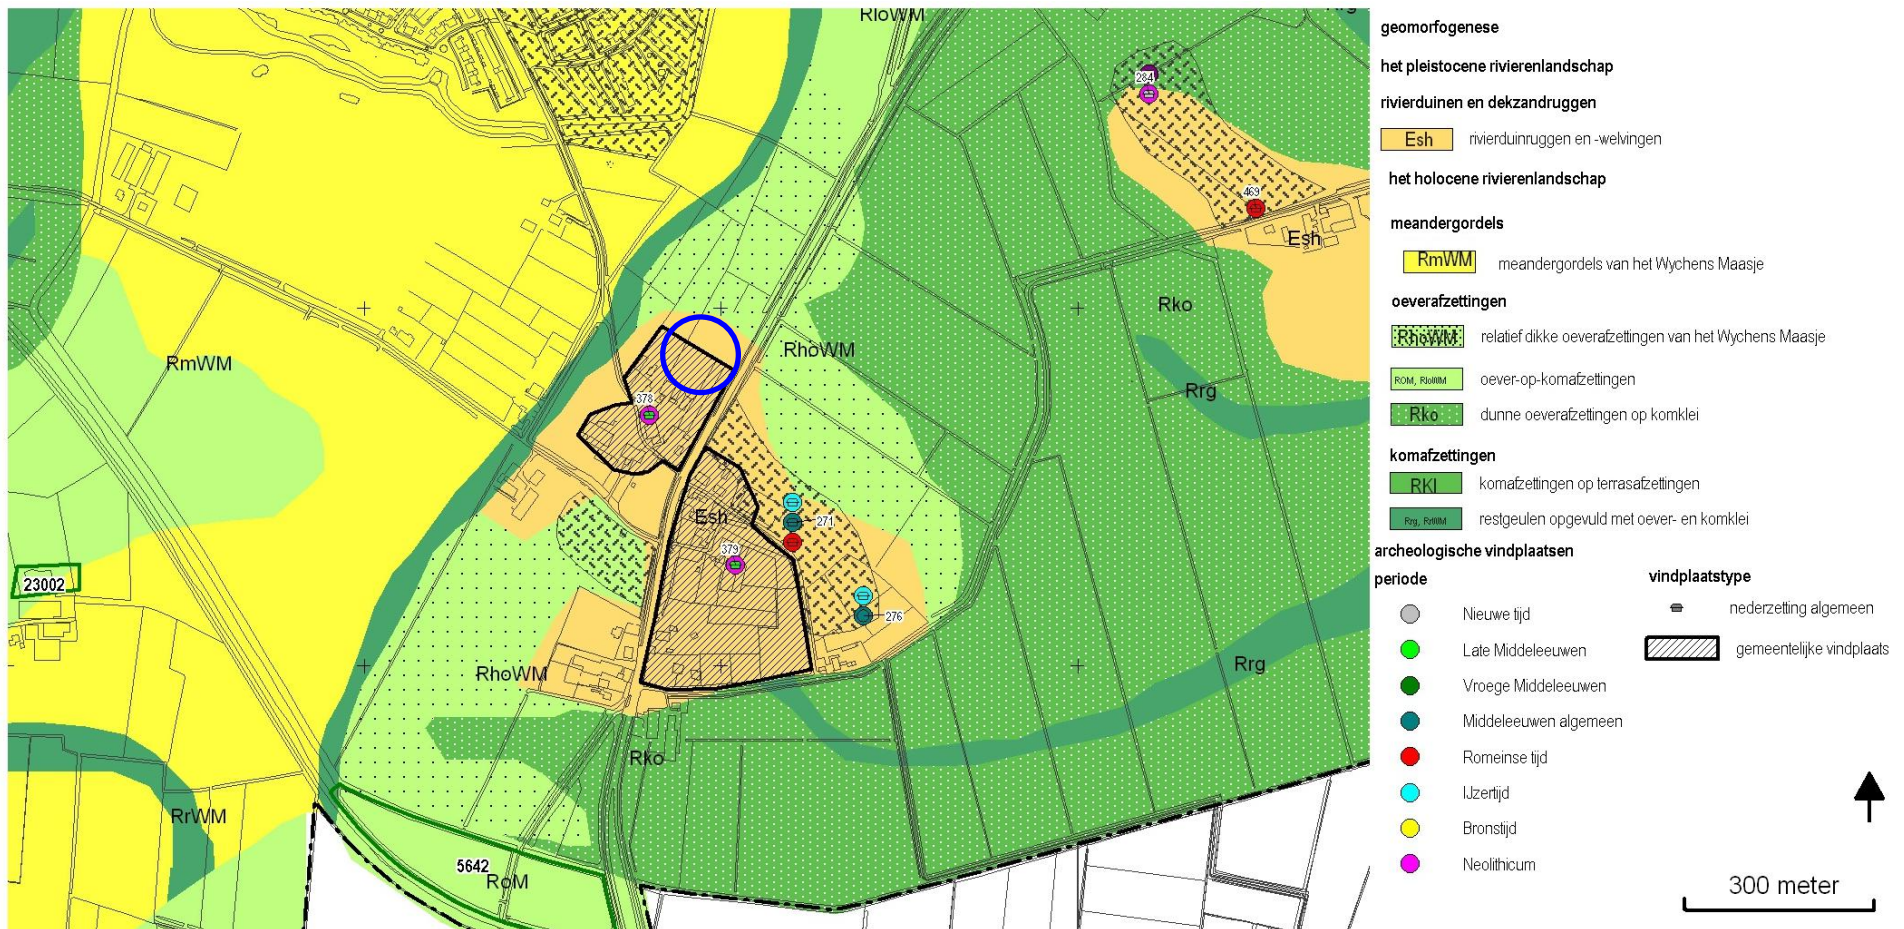 RloWM
Rrg
284
469
Esh
RmWM
Rko
RhoWM
Rrg
378
271
Esh
379
276
23002
RhoWM
Rrg
Rko
RrWM
5642
RoM
geomorfogenese
het pleistocene rivierenlandschap
rivierduinen en dekzandruggen
Esh rivierduinruggen en -welvingen
het holocene rivierenlandschap
meandergordels
RmWM meandergordels van het Wychens Maasje
oeverafzettingen
RhoWM relatief dikke oeverafzettingen van het Wychens Maasje
ROM, RloWM oever-op-komafzettingen
Rko dunne oeverafzettingen op komklei
komafzettingen
RKl komafzettingen op terrasafzettingen
Rrg, RrWM restgeulen opgevuld met oever- en komklei
archeologische vindplaatsen
periode
Nieuwe tijd
Late Middeleeuwen
Vroege Middeleeuwen
Middeleeuwen algemeen
Romeinse tijd
IJzertijd
Bronstijd
Neolithicum
vindplaatstype
nederzetting algemeen
gemeentelijke vindplaats
300 meter